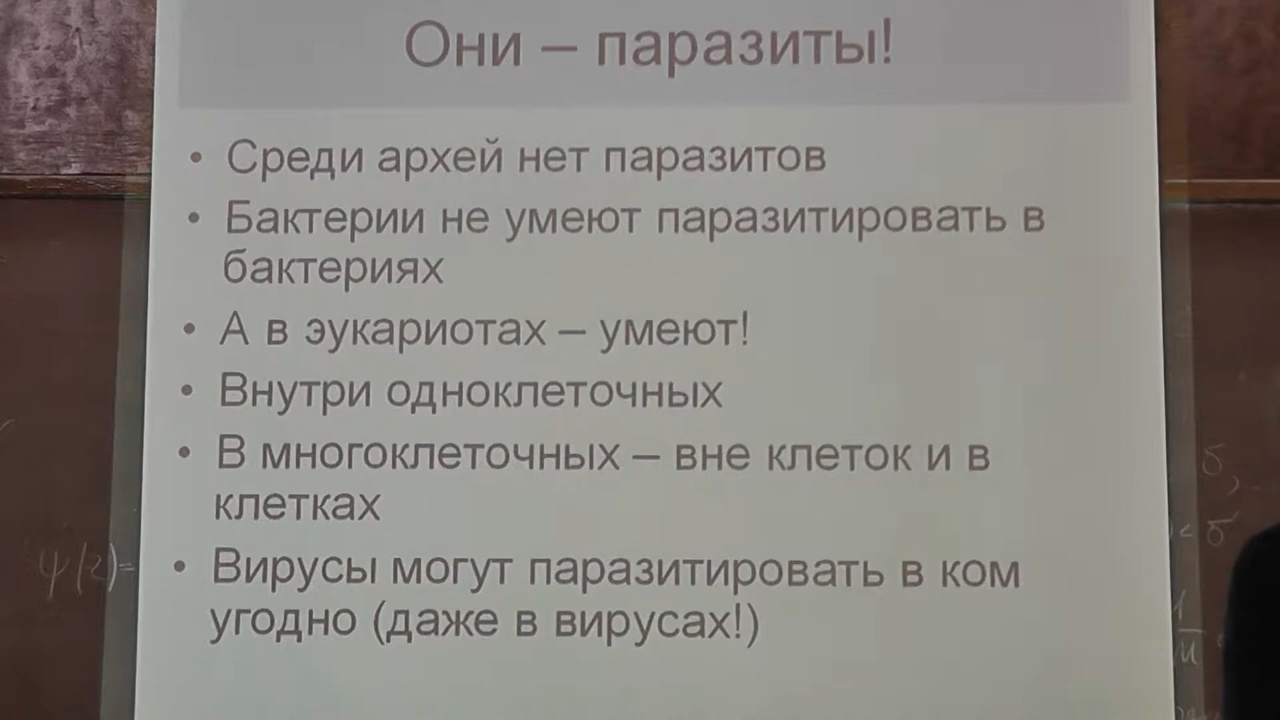 Они – паразиты!
• Среди архей нет паразитов
• Бактерии не умеют паразитировать в
бактериях
• А в эукариотах – умеют!
• Внутри одноклеточных
• В многоклеточных – вне клеток и в
клетках
• Вирусы могут паразитировать в ком
угодно (даже в вирусах!)
ψ(z)=